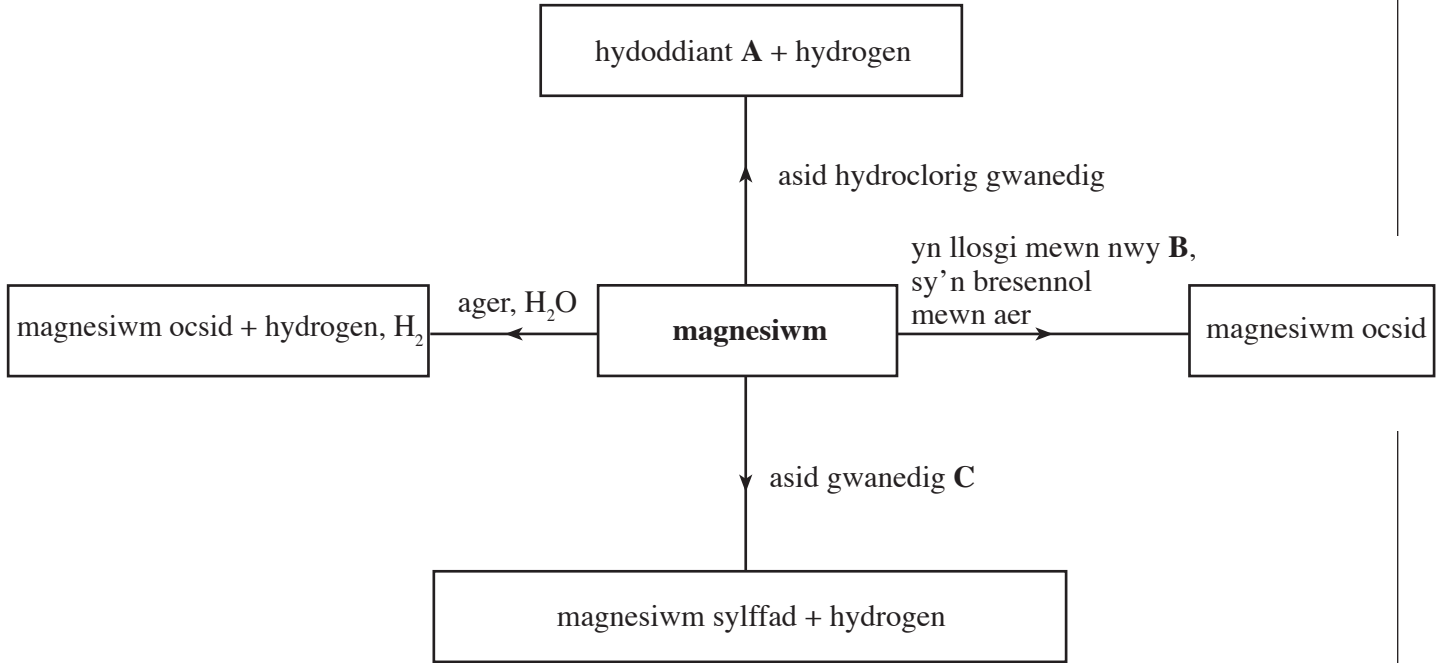 hydoddiant A + hydrogen
asid hydroclorig gwanedig
yn llosgi mewn nwy B,
sy’n bresennol
mewn aer
ager, H₂O
magnesiwm ocsid + hydrogen, H₂
magnesiwm
magnesiwm ocsid
asid gwanedig C
magnesiwm sylffad + hydrogen